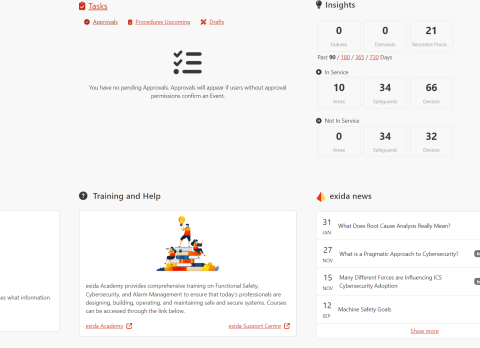 Tasks
Approvals Procedures Upcoming Drafts
You have no pending Approvals. Approvals will appear if users without approval
permissions confirm an Event.
Insights
0 0 21
Failures Demands Recorded Proce...
Past 90 / 180 / 365 / 730 Days
In Service
10 34 66
Areas Safeguards Devices
Not In Service
0 34 32
Areas Safeguards Devices
es what information
Training and Help
exida Academy provides comprehensive training on Functional Safety,
Cybersecurity, and Alarm Management to ensure that today's professionals are
designing, building, operating, and maintaining safe and secure systems. Courses
can be accessed through the link below.
exida Academy exida Support Centre
exida news
31 What Does Root Cause Analysis Really Mean?
JAN
27 What is a Pragmatic Approach to Cybersecurity?
NOV
15 Many Different Forces are Influencing ICS
NOV Cybersecurity Adoption
12 Machine Safety Goals
SEP
Show more